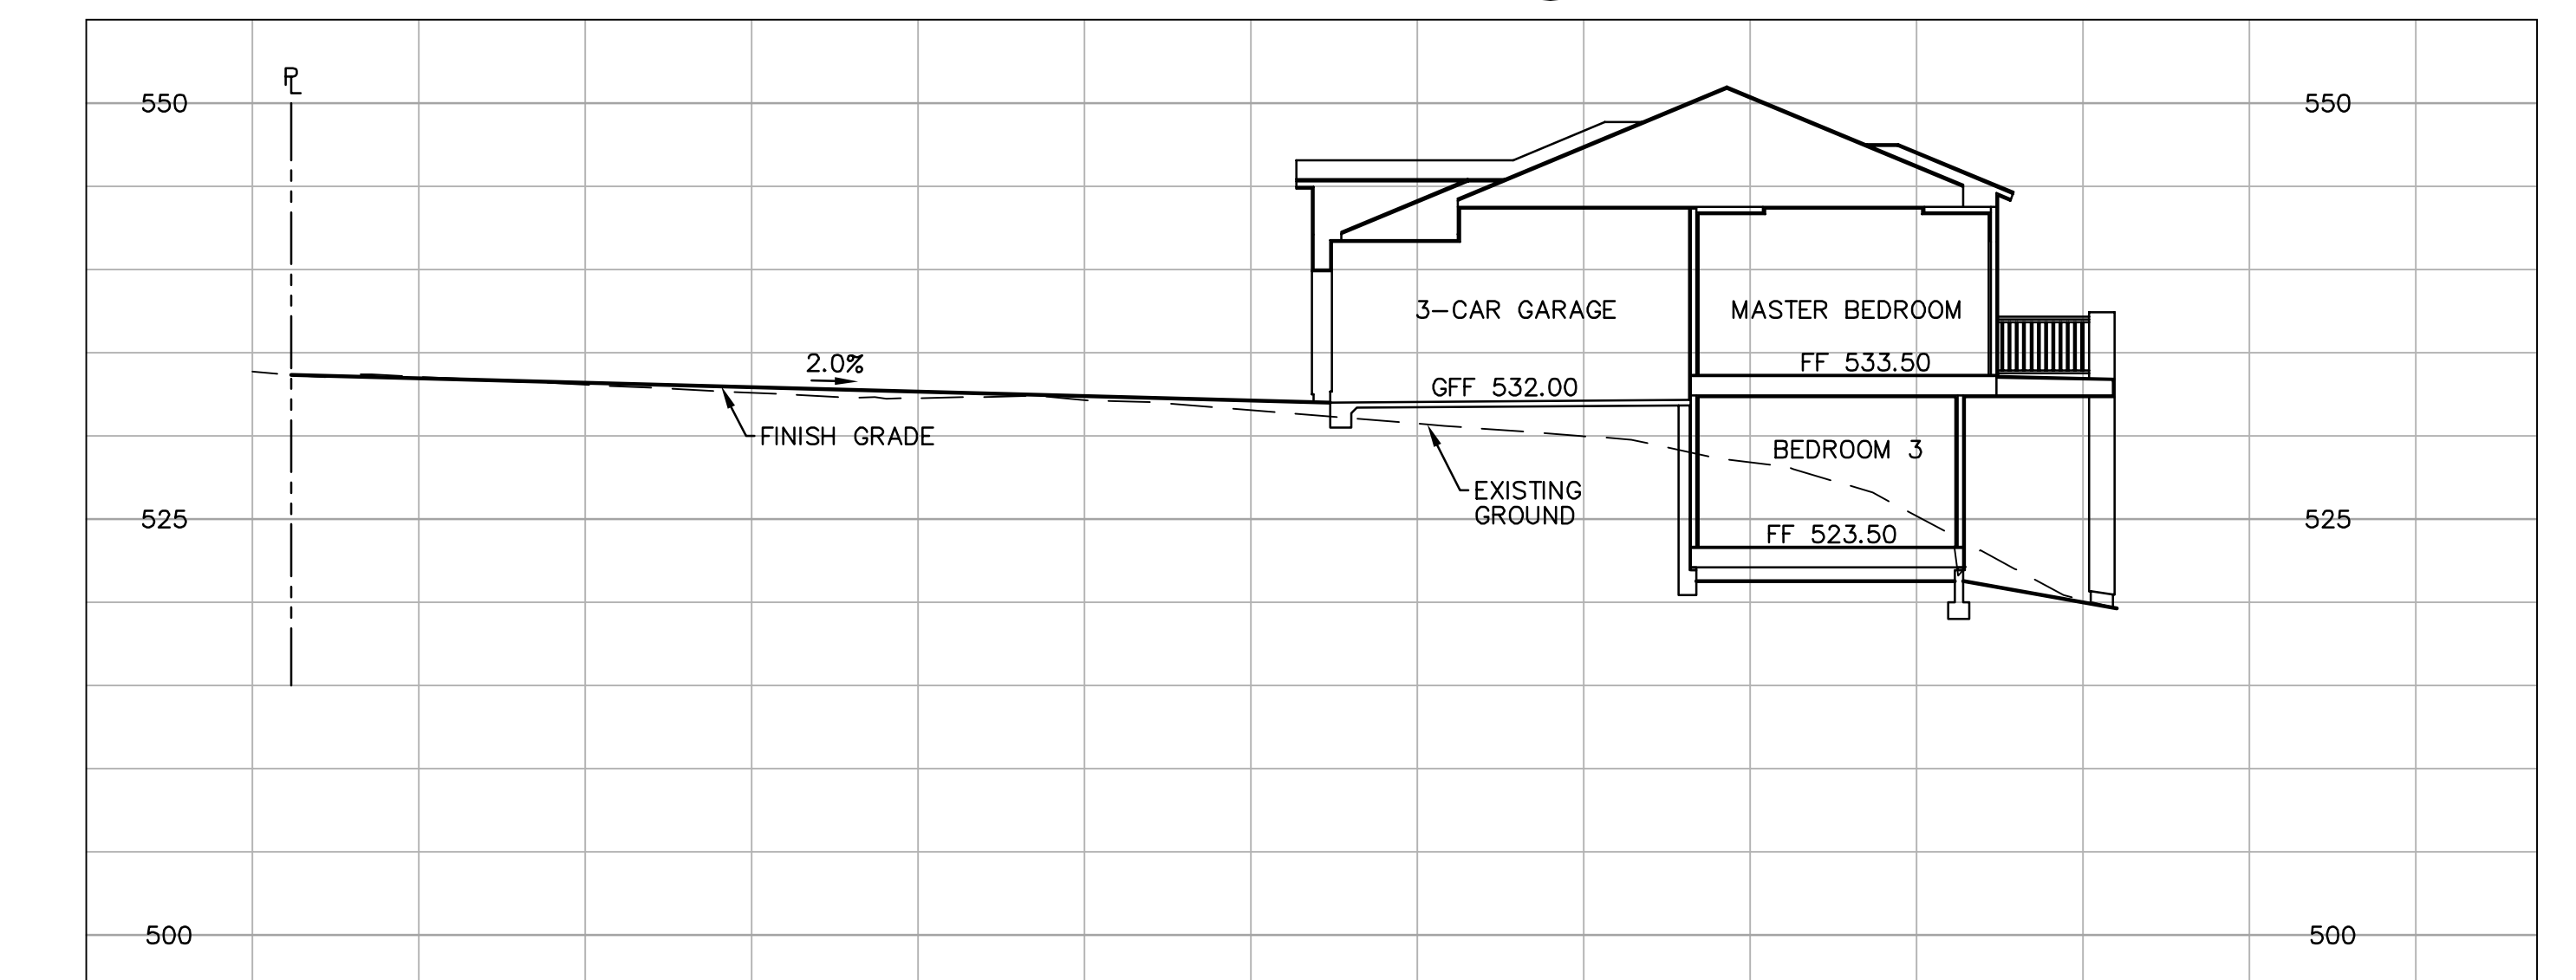 PL
550
550
3-CAR GARAGE
MASTER BEDROOM
2.0%
FF 533.50
GFF 532.00
FINISH GRADE
BEDROOM 3
EXISTING
GROUND
525
525
FF 523.50
500
500